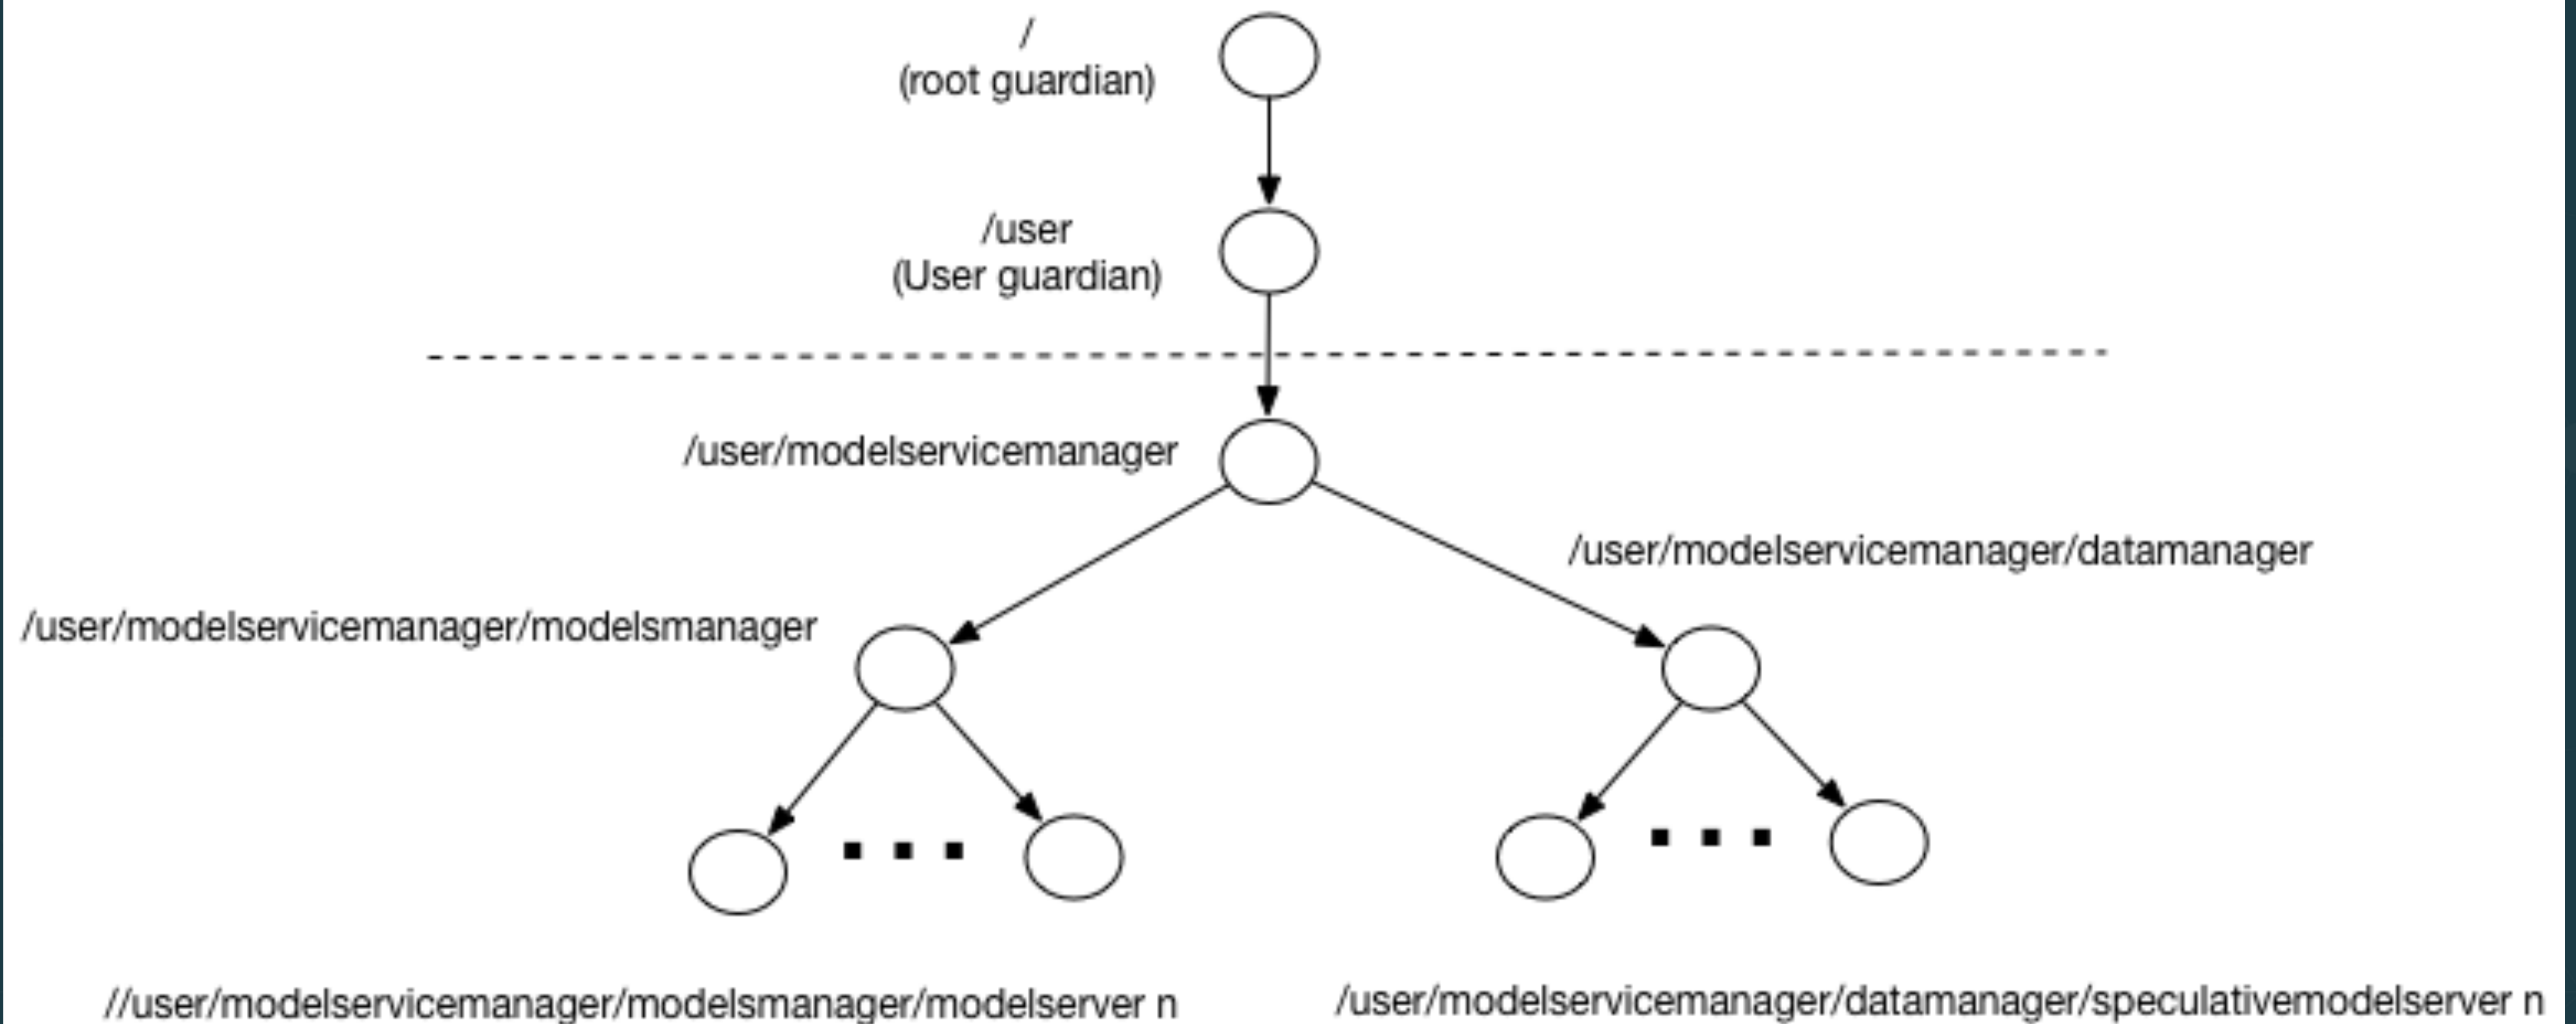 /
(root guardian)
/user
(User guardian)
/user/modelservicemanager
/user/modelservicemanager/datamanager
/user/modelservicemanager/modelsmanager
//user/modelservicemanager/modelsmanager/modelserver n
/user/modelservicemanager/datamanager/speculativemodelserver n